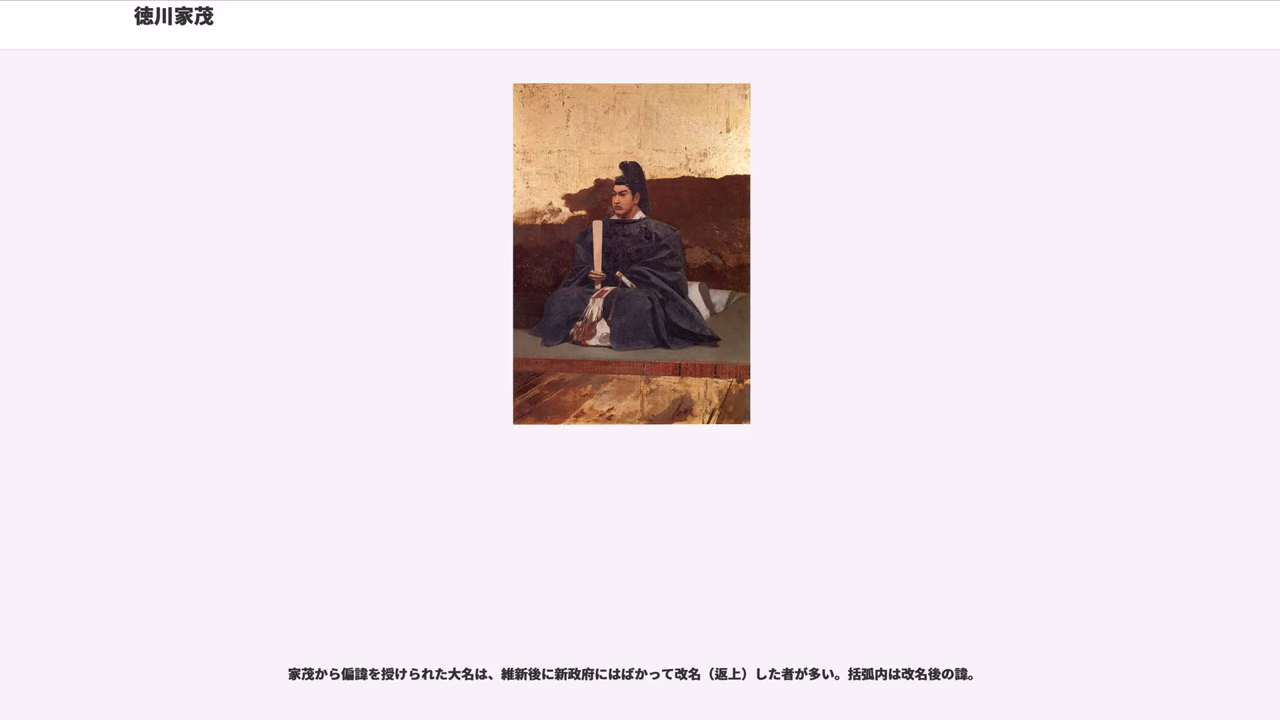 徳川家茂
家茂から偏諱を授けられた大名は、維新後に新政府にはばかって改名（返上）した者が多い。括弧内は改名後の諱。